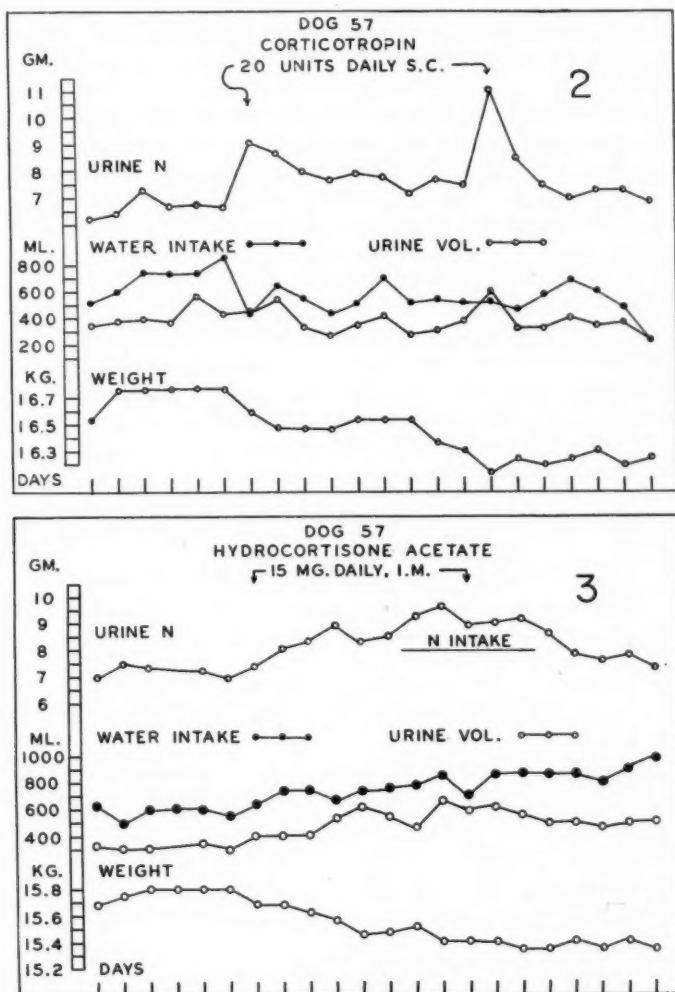 DOG 57
CORTICOTROPIN
20 UNITS DAILY S.C.
2
GM.
11
10
9
8
7
URINE N
ML.
WATER INTAKE
URINE VOL.
800
600
400
200
KG.
WEIGHT
16.7
16.5
16.3
DAYS
DOG 57
HYDROCORTISONE ACETATE
15 MG. DAILY, I.M.
3
GM.
10
9
8
7
6
URINE N
N INTAKE
ML.
WATER INTAKE
URINE VOL.
1000
800
600
400
KG.
WEIGHT
15.8
15.6
15.4
15.2
DAYS